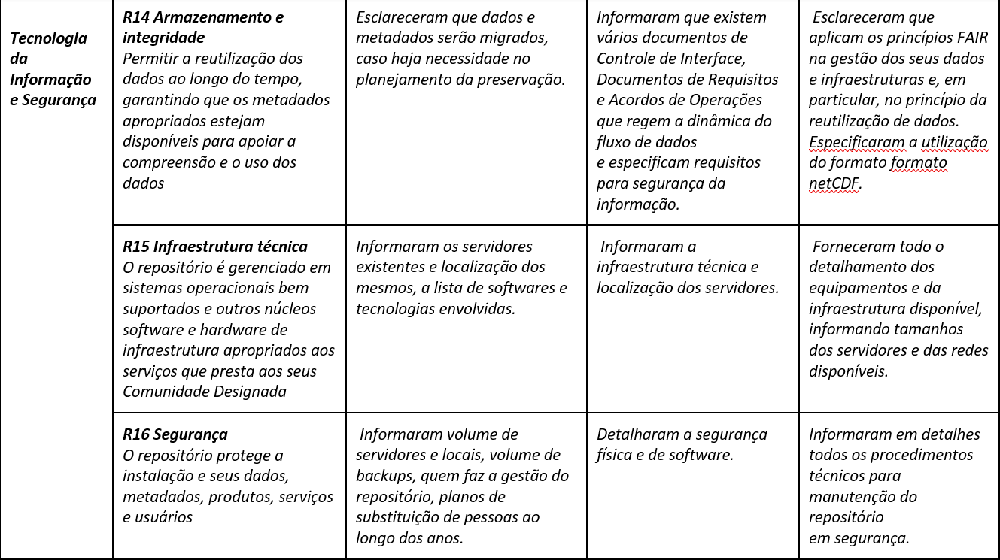 Tecnologia
da
Informação
e Segurança
R14 Armazenamento e
integridade
Permitir a reutilização dos
dados ao longo do tempo,
garantindo que os metadados
apropriados estejam
disponíveis para apoiar a
compreensão e o uso dos
dados
Esclareceram que dados e
metadados serão migrados,
caso haja necessidade no
planejamento da preservação.
Informaram que existem
vários documentos de
Controle de Interface,
Documentos de Requisitos
e Acordos de Operações
que regem a dinâmica do
fluxo de dados
e especificam requisitos
para segurança da
informação.
Esclareceram que
aplicam os princípios FAIR
na gestão dos seus dados
e infraestruturas e, em
particular, no princípio da
reutilização de dados.
Especificaram a utilização
do formato formato
netCDF.
R15 Infraestrutura técnica
O repositório é gerenciado em
sistemas operacionais bem
suportados e outros núcleos
software e hardware de
infraestrutura apropriados aos
serviços que presta aos seus
Comunidade Designada
Informaram os servidores
existentes e localização dos
mesmos, a lista de softwares e
tecnologias envolvidas.
Informaram a
infraestrutura técnica e
localização dos servidores.
Forneceram todo o
detalhamento dos
equipamentos e da
infraestrutura disponível,
informando tamanhos
dos servidores e das redes
disponíveis.
R16 Segurança
O repositório protege a
instalação e seus dados,
metadados, produtos, serviços
e usuários
Informaram volume de
servidores e locais, volume de
backups, quem faz a gestão do
repositório, planos de
substituição de pessoas ao
longo dos anos.
Detalharam a segurança
física e de software.
Informaram em detalhes
todos os procedimentos
técnicos para
manutenção do
repositório
em segurança.